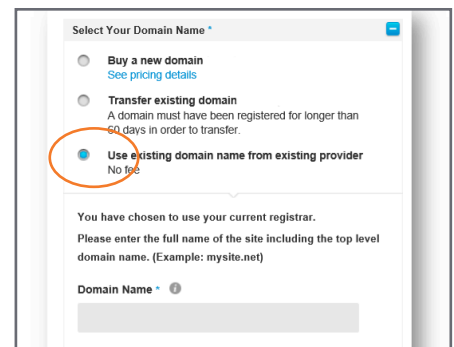 Select Your Domain Name *
Buy a new domain
See pricing details
Transfer existing domain
A domain must have been registered for longer than
60 days in order to transfer.
Use existing domain name from existing provider
No fee
You have chosen to use your current registrar.
Please enter the full name of the site including the top level
domain name. (Example: mysite.net)
Domain Name * i